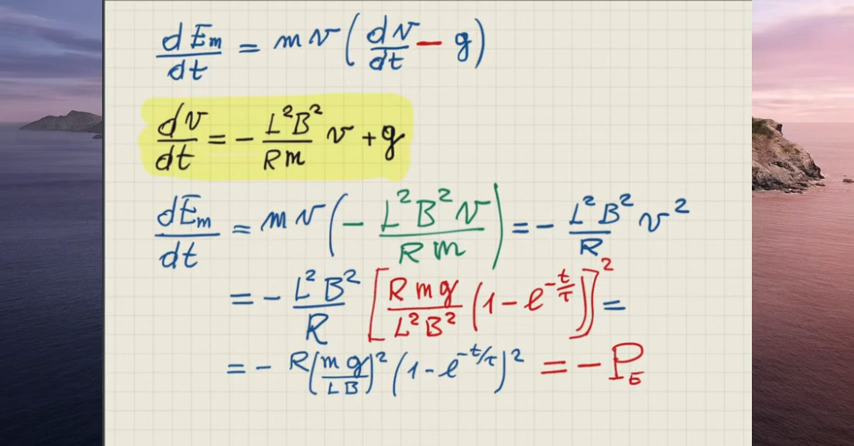 dEm/dt = m v (dv/dt - g)
dv/dt = - L²B²/Rm v + g
dEm/dt = m v (- L²B²v/Rm) = - L²B²/R v²
= - L²B²/R [Rmg/L²B² (1 - e^(-t/τ))]² =
= - R(mg/LB)² (1 - e^(-t/τ))² = - P